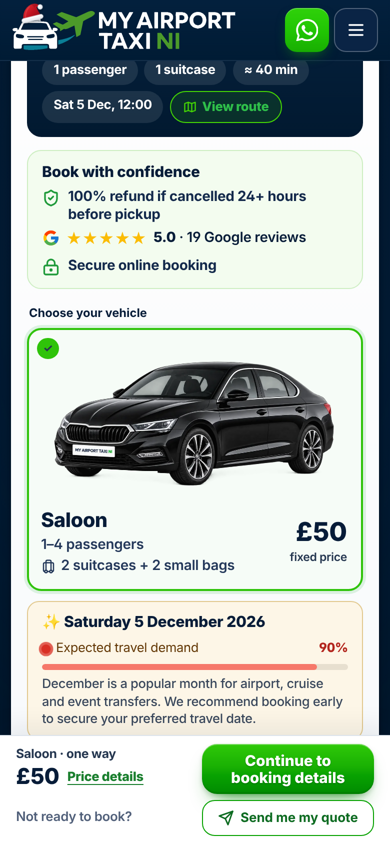 MY AIRPORT
TAXI NI
1 passenger 1 suitcase ≈ 40 min
Sat 5 Dec, 12:00 View route
Book with confidence
100% refund if cancelled 24+ hours
before pickup
5.0 · 19 Google reviews
Secure online booking
Choose your vehicle
MY AIRPORT TAXI NI
Saloon
£50
1–4 passengers
fixed price
2 suitcases + 2 small bags
✨ Saturday 5 December 2026
Expected travel demand 90%
December is a popular month for airport, cruise
and event transfers. We recommend booking early
to secure your preferred travel date.
Saloon · one way
£50 Price details
Continue to
booking details
Not ready to book?
Send me my quote